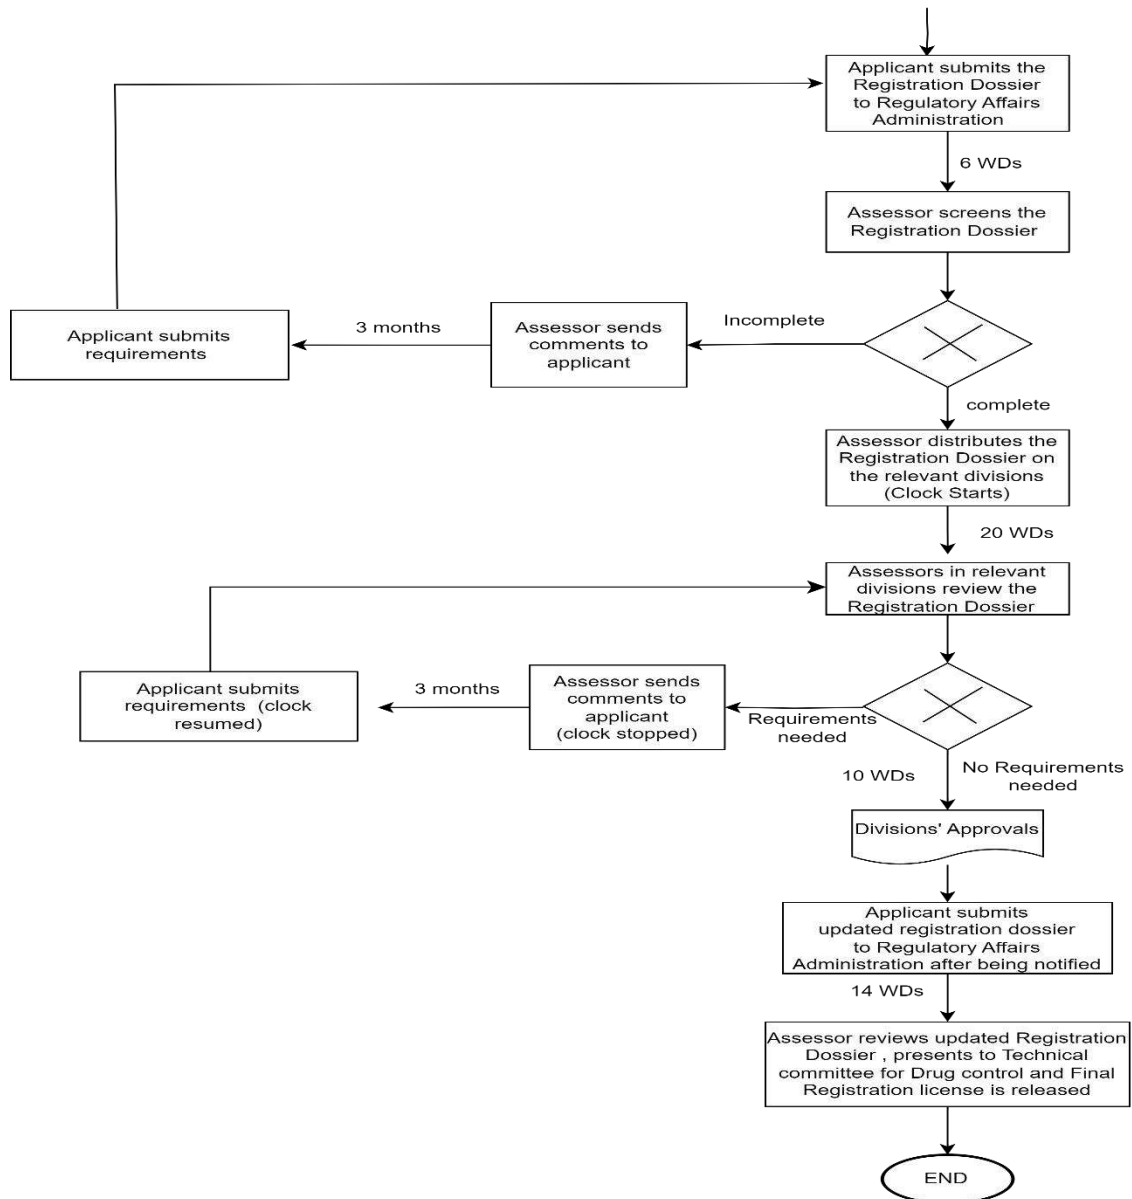 Applicant submits the
Registration Dossier
to Regulatory Affairs
Administration
6 WDs
Assessor screens the
Registration Dossier
Incomplete
Assessor sends
comments to
applicant
3 months
Applicant submits
requirements
complete
Assessor distributes the
Registration Dossier on
the relevant divisions
(Clock Starts)
20 WDs
Assessors in relevant
divisions review the
Registration Dossier
Requirements
needed
Assessor sends
comments to
applicant
(clock stopped)
3 months
Applicant submits
requirements (clock
resumed)
10 WDs
No Requirements
needed
Divisions' Approvals
Applicant submits
updated registration dossier
to Regulatory Affairs
Administration after being notified
14 WDs
Assessor reviews updated Registration
Dossier , presents to Technical
committee for Drug control and Final
Registration license is released
END